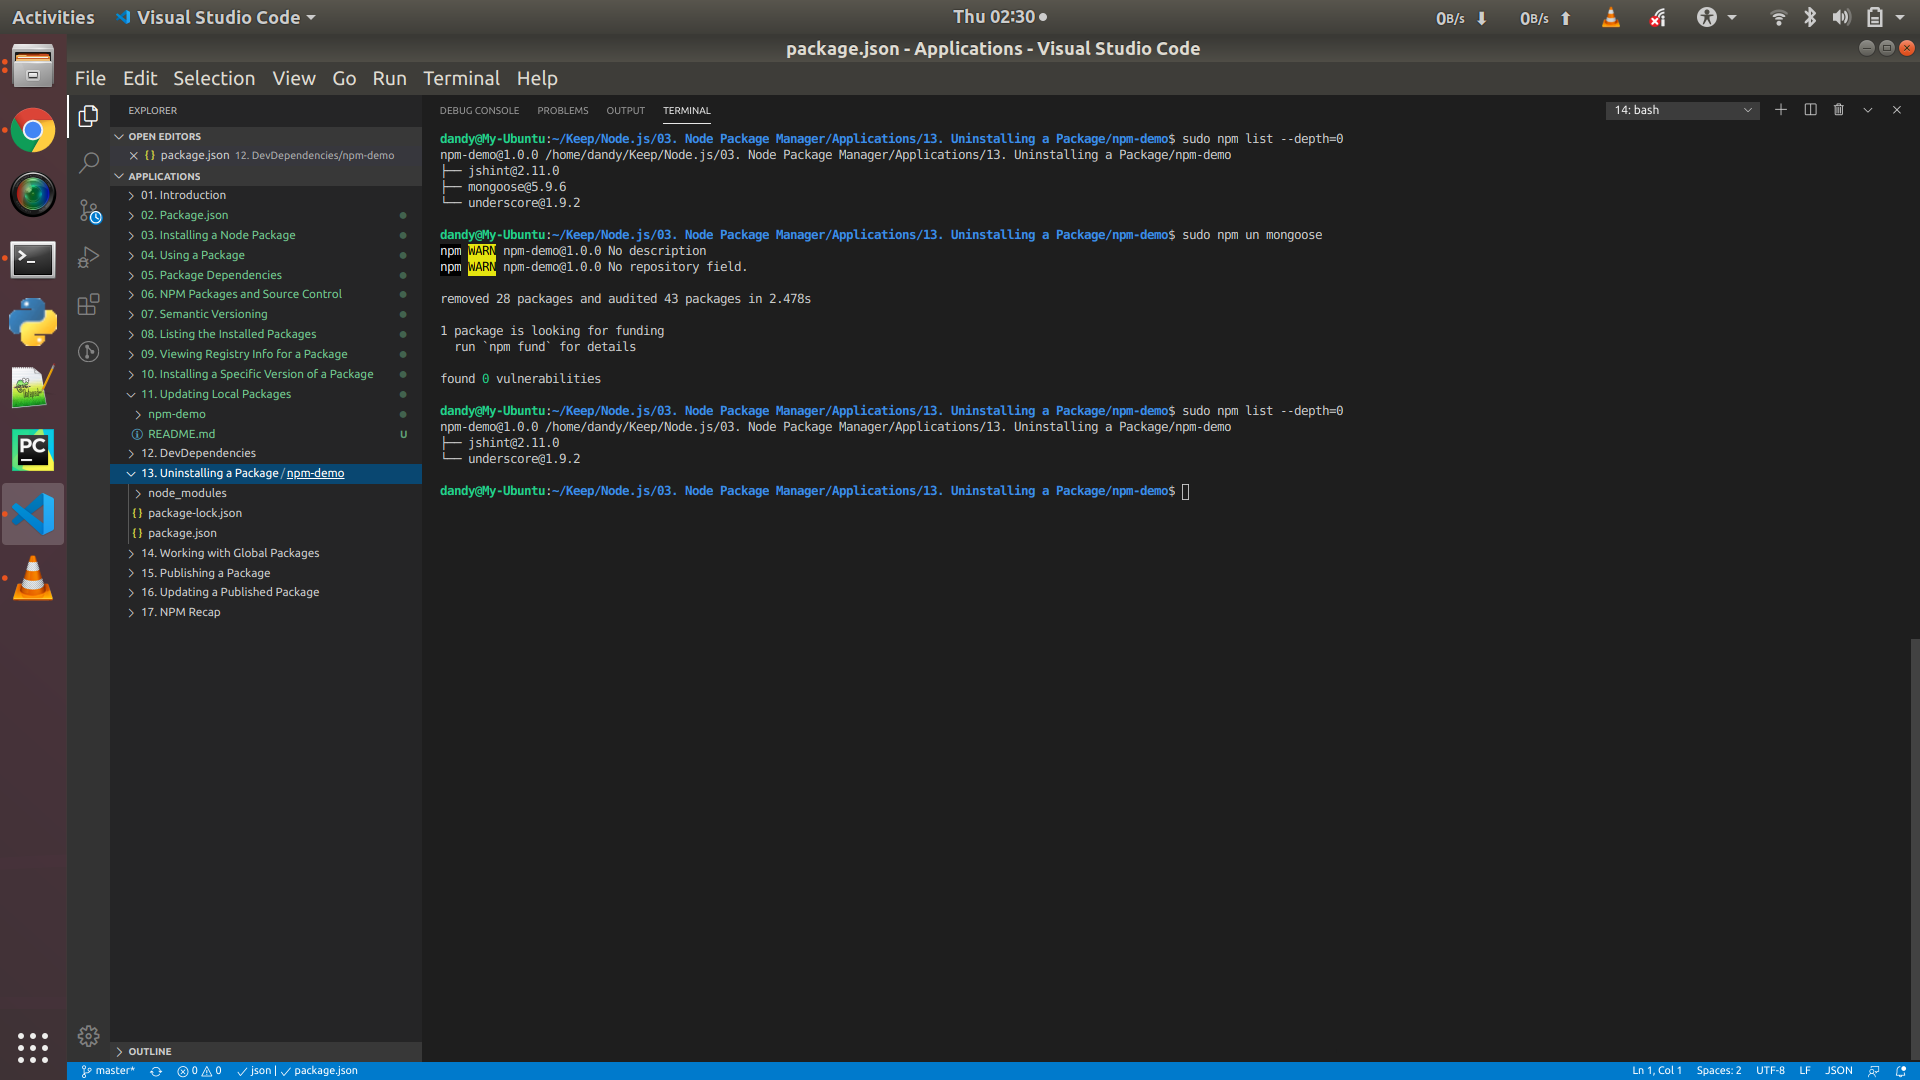 Activities
Visual Studio Code
Thu 02:30
0B/s
0B/s
package.json - Applications - Visual Studio Code
File Edit Selection View Go Run Terminal Help
EXPLORER
OPEN EDITORS
package.json 12. DevDependencies/npm-demo
APPLICATIONS
01. Introduction
02. Package.json
03. Installing a Node Package
04. Using a Package
05. Package Dependencies
06. NPM Packages and Source Control
07. Semantic Versioning
08. Listing the Installed Packages
09. Viewing Registry Info for a Package
10. Installing a Specific Version of a Package
11. Updating Local Packages
npm-demo
README.md U
12. DevDependencies
13. Uninstalling a Package / npm-demo
node_modules
package-lock.json
package.json
14. Working with Global Packages
15. Publishing a Package
16. Updating a Published Package
17. NPM Recap
OUTLINE
DEBUG CONSOLE PROBLEMS OUTPUT TERMINAL
14: bash
dandy@My-Ubuntu:~/Keep/Node.js/03. Node Package Manager/Applications/13. Uninstalling a Package/npm-demo$ sudo npm list --depth=0
npm-demo@1.0.0 /home/dandy/Keep/Node.js/03. Node Package Manager/Applications/13. Uninstalling a Package/npm-demo
├── jshint@2.11.0
├── mongoose@5.9.6
└── underscore@1.9.2
dandy@My-Ubuntu:~/Keep/Node.js/03. Node Package Manager/Applications/13. Uninstalling a Package/npm-demo$ sudo npm un mongoose
npm WARN npm-demo@1.0.0 No description
npm WARN npm-demo@1.0.0 No repository field.
removed 28 packages and audited 43 packages in 2.478s
1 package is looking for funding
run `npm fund` for details
found 0 vulnerabilities
dandy@My-Ubuntu:~/Keep/Node.js/03. Node Package Manager/Applications/13. Uninstalling a Package/npm-demo$ sudo npm list --depth=0
npm-demo@1.0.0 /home/dandy/Keep/Node.js/03. Node Package Manager/Applications/13. Uninstalling a Package/npm-demo
├── jshint@2.11.0
└── underscore@1.9.2
dandy@My-Ubuntu:~/Keep/Node.js/03. Node Package Manager/Applications/13. Uninstalling a Package/npm-demo$
PC
master* 0 0 json | package.json
Ln 1, Col 1 Spaces: 2 UTF-8 LF JSON